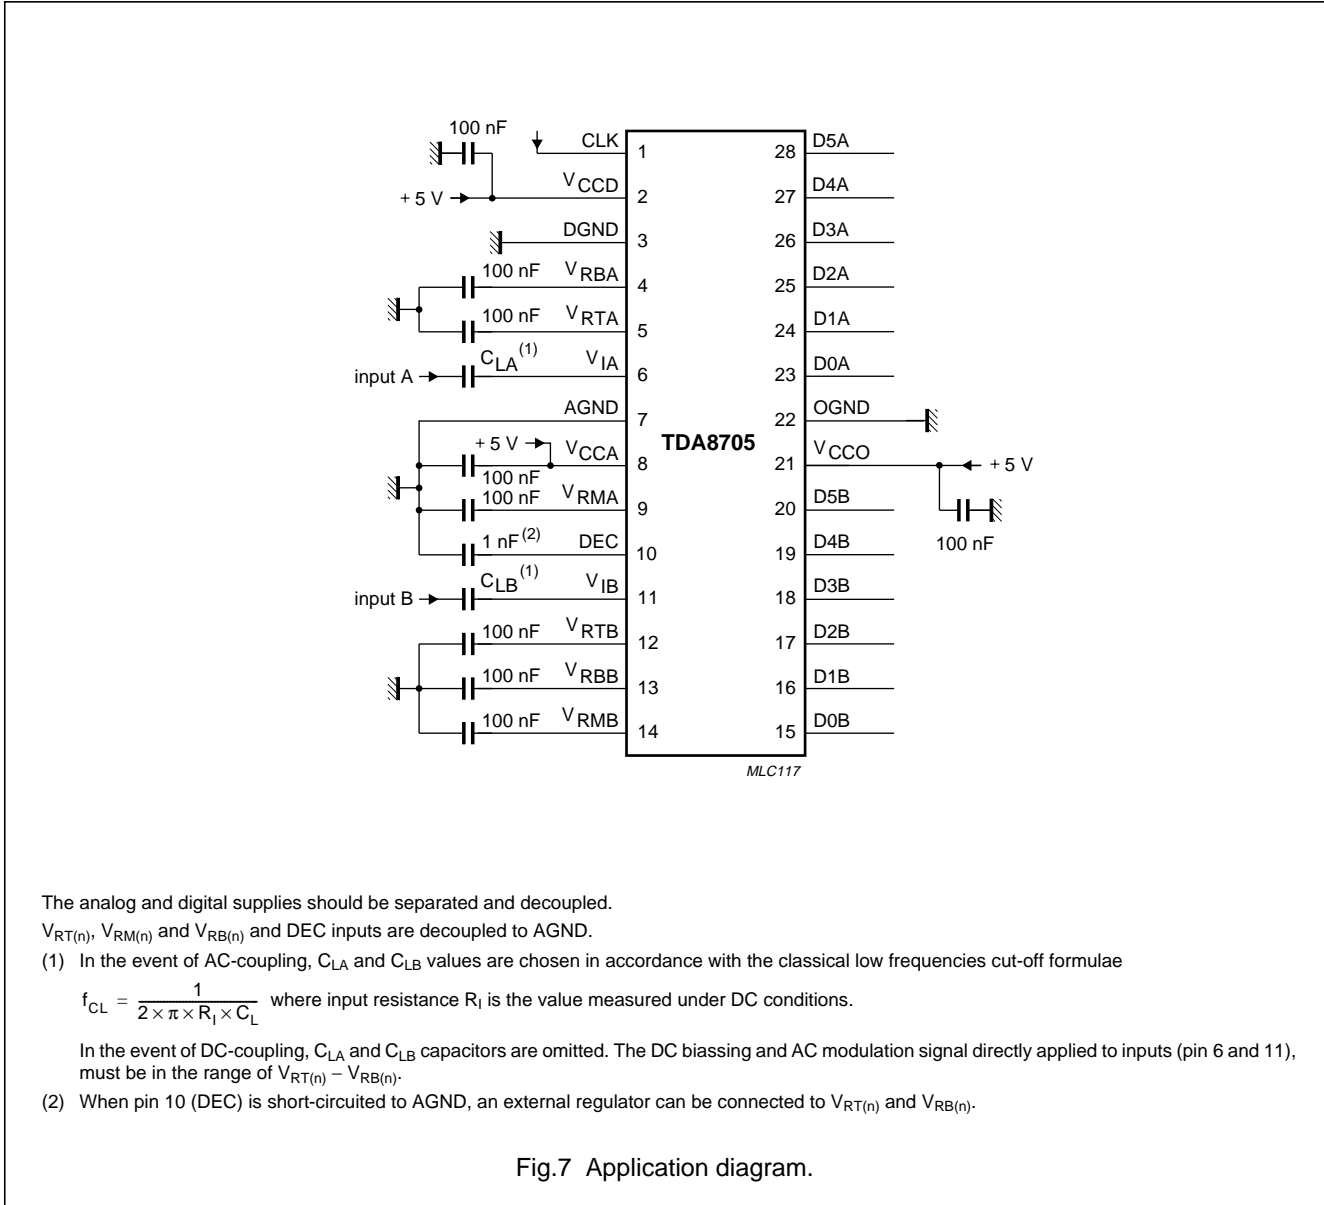 100 nF
CLK
1
28
D5A
+ 5 V
VCCD
2
27
D4A
DGND
3
26
D3A
100 nF
VRBA
4
25
D2A
100 nF
VRTA
5
24
D1A
input A
CLA(1)
VIA
6
23
D0A
AGND
7
22
OGND
TDA8705
+ 5 V
VCCA
8
21
VCCO
+ 5 V
100 nF
100 nF
VRMA
9
20
D5B
100 nF
1 nF(2)
DEC
10
19
D4B
input B
CLB(1)
VIB
11
18
D3B
100 nF
VRTB
12
17
D2B
100 nF
VRBB
13
16
D1B
100 nF
VRMB
14
15
D0B
MLC117
The analog and digital supplies should be separated and decoupled.
VRT(n), VRM(n) and VRB(n) and DEC inputs are decoupled to AGND.
(1) In the event of AC-coupling, CLA and CLB values are chosen in accordance with the classical low frequencies cut-off formulae
fCL = 1 / (2 × π × RI × CL) where input resistance RI is the value measured under DC conditions.
In the event of DC-coupling, CLA and CLB capacitors are omitted. The DC biassing and AC modulation signal directly applied to inputs (pin 6 and 11),
must be in the range of VRT(n) − VRB(n).
(2) When pin 10 (DEC) is short-circuited to AGND, an external regulator can be connected to VRT(n) and VRB(n).
Fig.7 Application diagram.